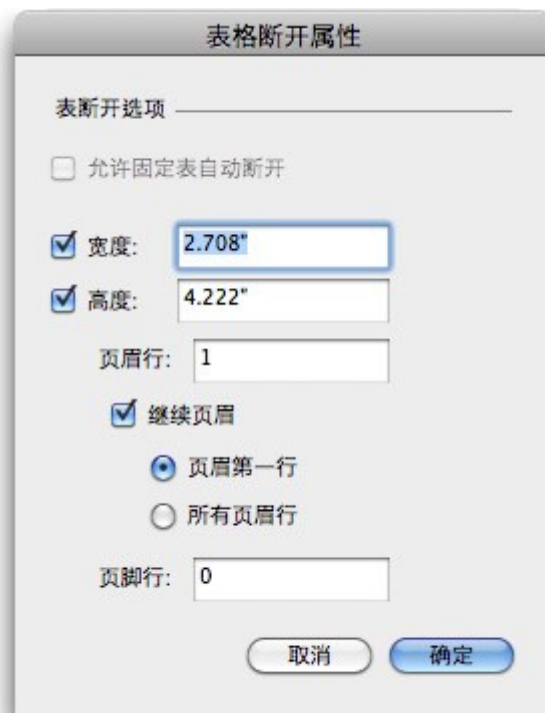 表格断开属性
表断开选项
允许固定表自动断开
宽度: 2.708"
高度: 4.222"
页眉行: 1
继续页眉
页眉第一行
所有页眉行
页脚行: 0
取消 确定